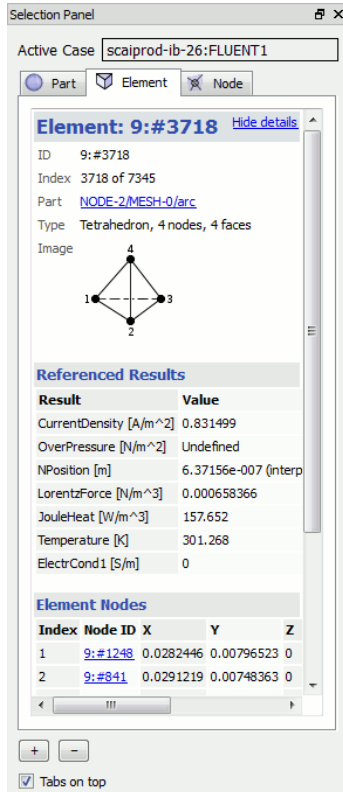 Selection Panel
Active Case scaiprod-ib-26:FLUENT1
Part Element Node
Element: 9:#3718 Hide details
ID 9:#3718
Index 3718 of 7345
Part NODE-2/MESH-0/arc
Type Tetrahedron, 4 nodes, 4 faces
Image
4
1 3
2
Referenced Results
Result Value
CurrentDensity [A/m^2] 0.831499
OverPressure [N/m^2] Undefined
NPosition [m] 6.37156e-007 (interp
LorentzForce [N/m^3] 0.000658366
JouleHeat [W/m^3] 157.652
Temperature [K] 301.268
ElectrCond1 [S/m] 0
Element Nodes
Index Node ID X Y Z
1 9:#1248 0.0282446 0.00796523 0
2 9:#841 0.0291219 0.00748363 0
+ -
Tabs on top